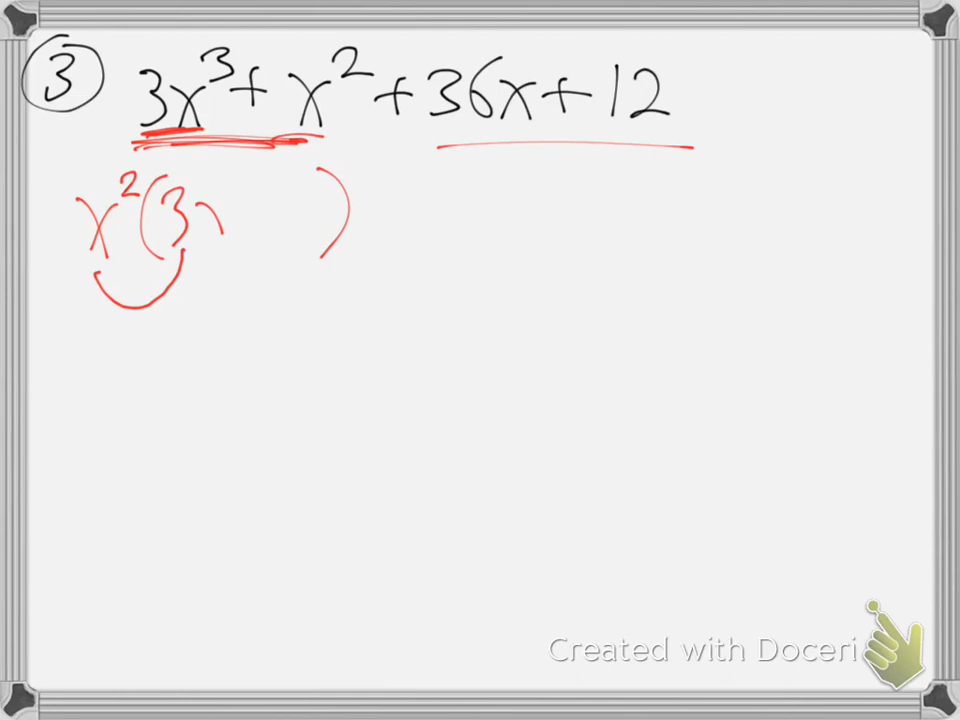 ③ 3x³ + x² + 36x + 12
x²(3x )
Created with Doceri